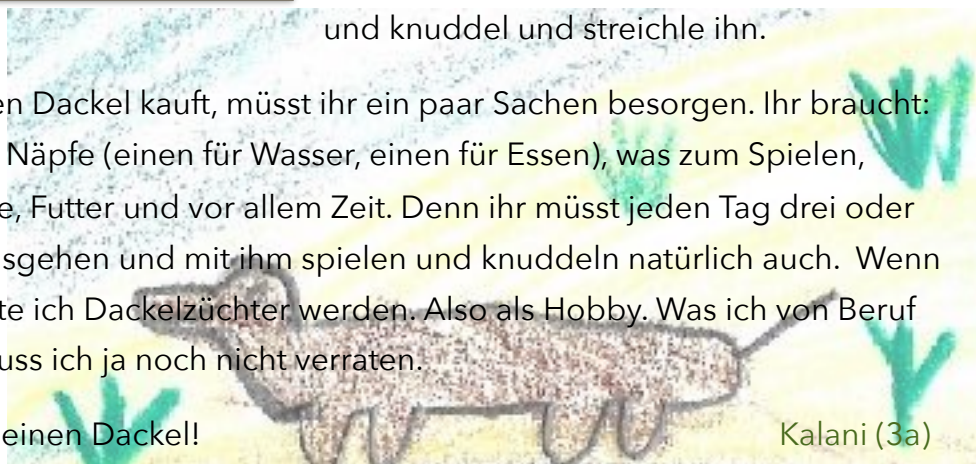 und knuddel und streichle ihn.
en Dackel kauft, müsst ihr ein paar Sachen besorgen. Ihr braucht:
Näpfe (einen für Wasser, einen für Essen), was zum Spielen,
e, Futter und vor allem Zeit. Denn ihr müsst jeden Tag drei oder
sgehen und mit ihm spielen und knuddeln natürlich auch. Wenn
te ich Dackelzüchter werden. Also als Hobby. Was ich von Beruf
uss ich ja noch nicht verraten.
einen Dackel! Kalani (3a)